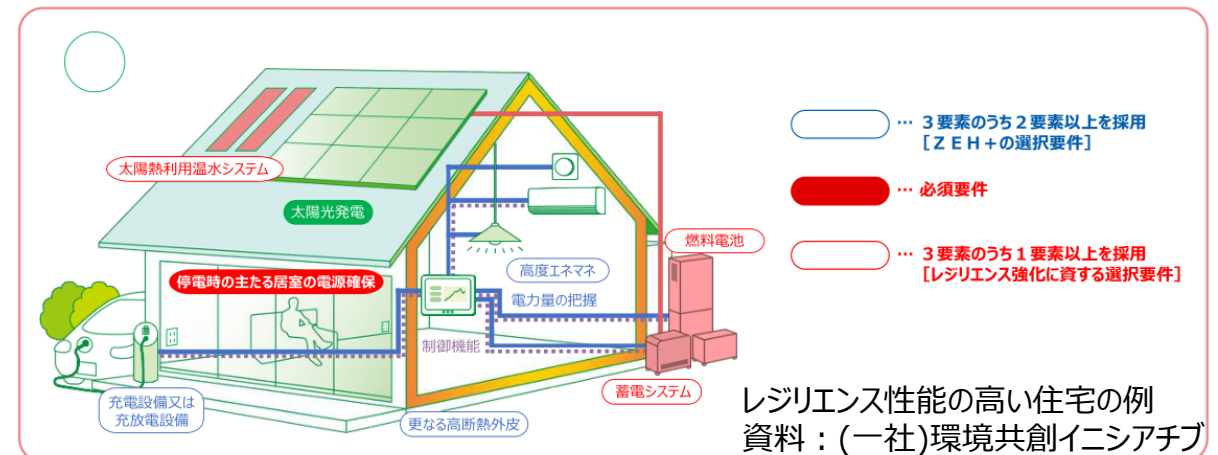 太陽熱利用温水システム
太陽光発電
停電時の主たる居室の電源確保
高度エネマネ
電力量の把握
制御機能
燃料電池
蓄電システム
充電設備又は
充放電設備
更なる高断熱外皮
… 3要素のうち2要素以上を採用
[ZEH+の選択要件]
… 必須要件
… 3要素のうち1要素以上を採用
[レジリエンス強化に資する選択要件]
レジリエンス性能の高い住宅の例
資料:(一社)環境共創イニシアチブ